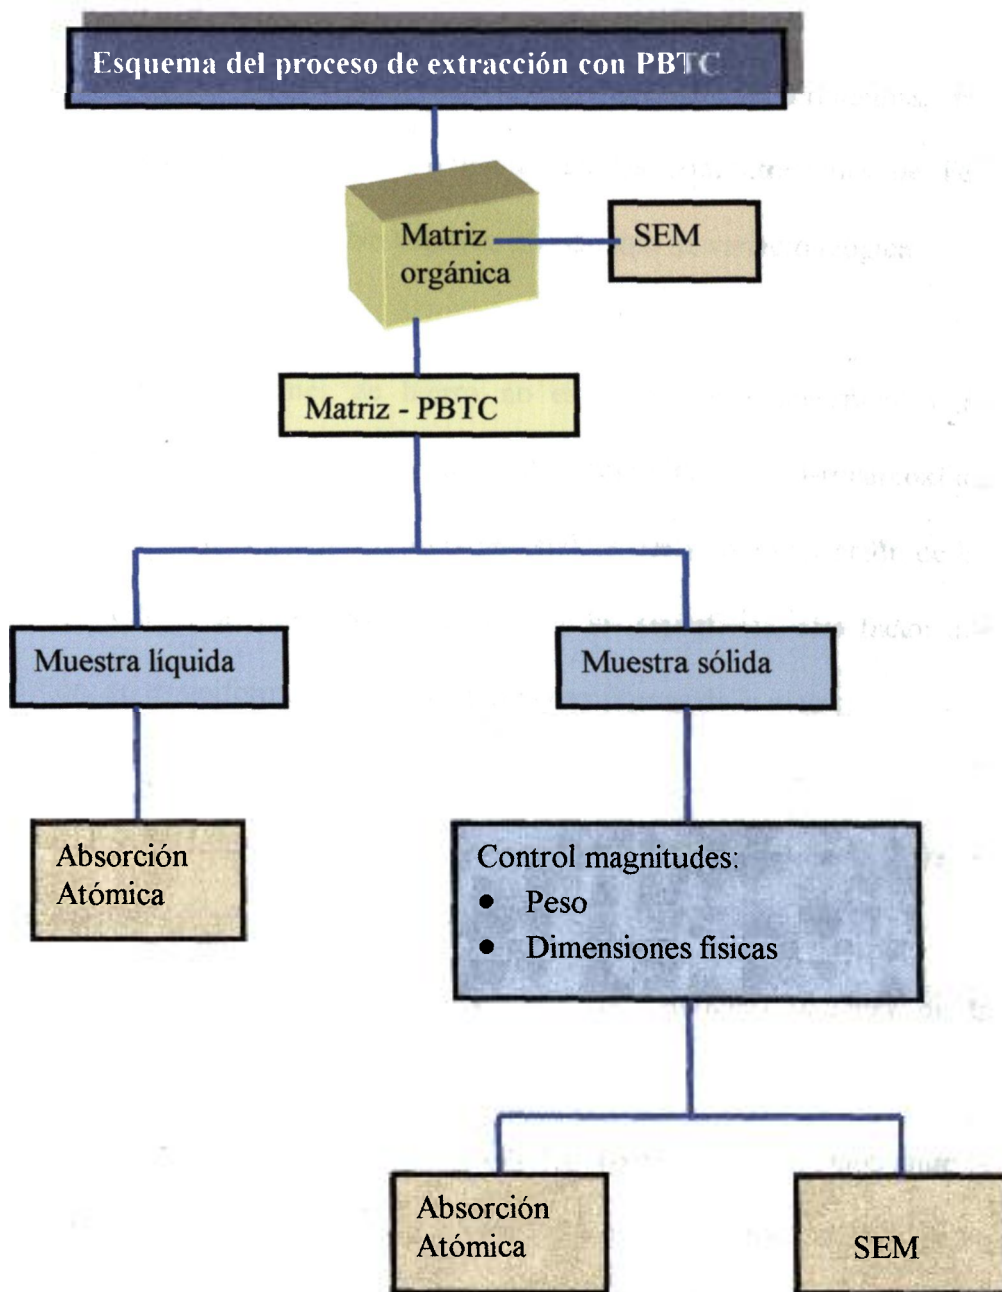 Esquema del proceso de extracción con PBTC
Matriz
orgánica
SEM
Matriz - PBTC
Muestra líquida
Muestra sólida
Absorción
Atómica
Control magnitudes:
● Peso
● Dimensiones físicas
Absorción
Atómica
SEM